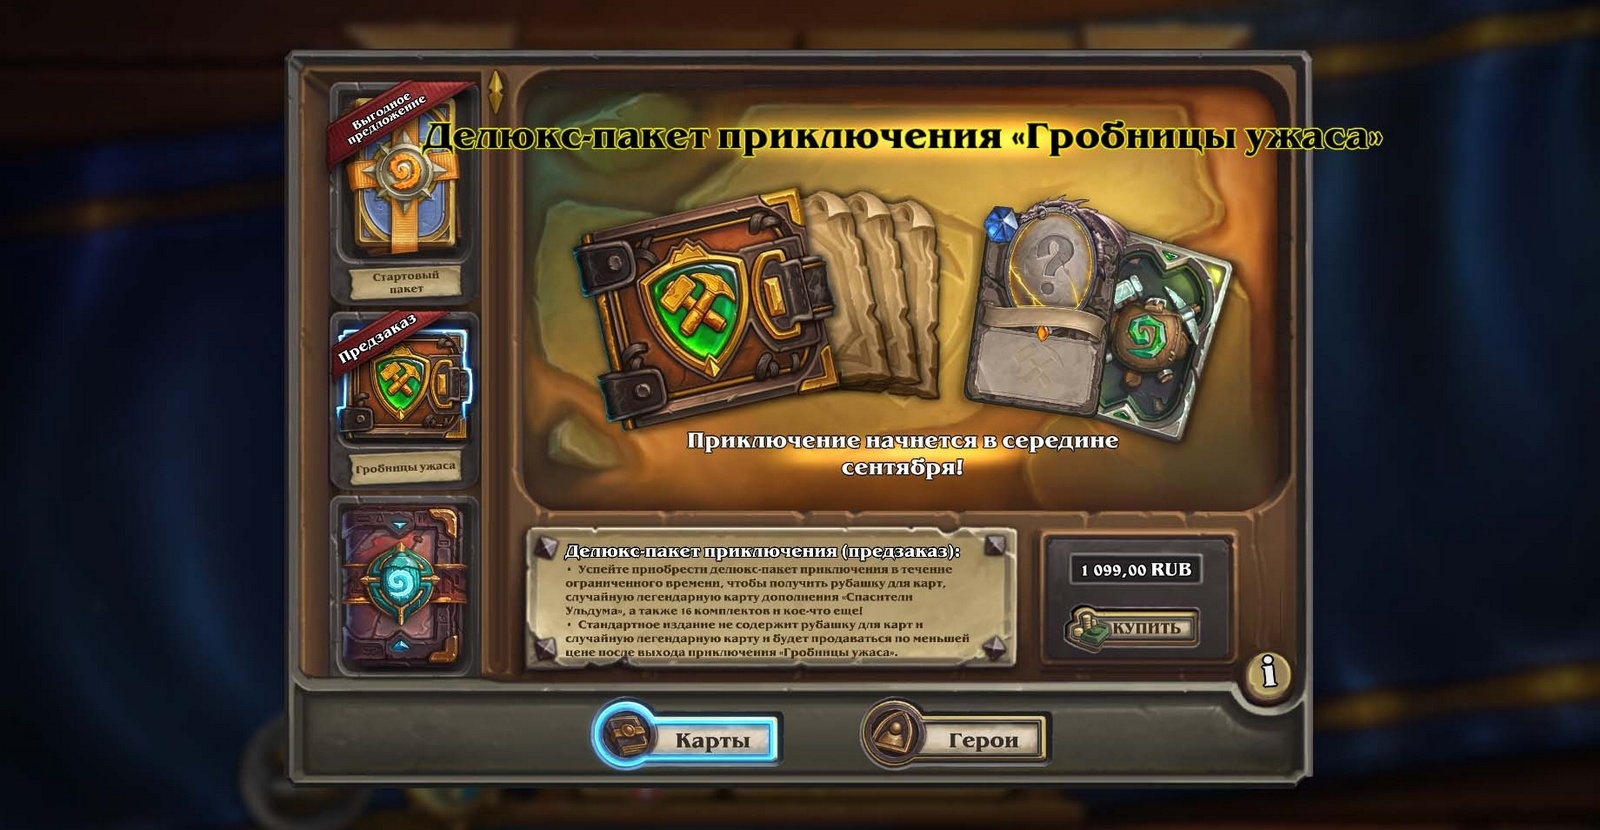 Делюкс-пакет приключения «Гробницы ужаса»
Выгодное
предложение
Стартовый
пакет
Предзаказ
Гробницы ужаса
Приключение начнется в середине
сентября!
Делюкс-пакет приключения (предзаказ):
• Успейте приобрести делюкс-пакет приключения в течение
ограниченного времени, чтобы получить рубашку для карт,
случайную легендарную карту дополнения «Спасители
Ульдума», а также 16 комплектов и кое-что еще!
• Стандартное издание не содержит рубашку для карт и
случайную легендарную карту и будет продаваться по меньшей
цене после выхода приключения «Гробницы ужаса».
1 099,00 RUB
КУПИТЬ
Карты
Герои